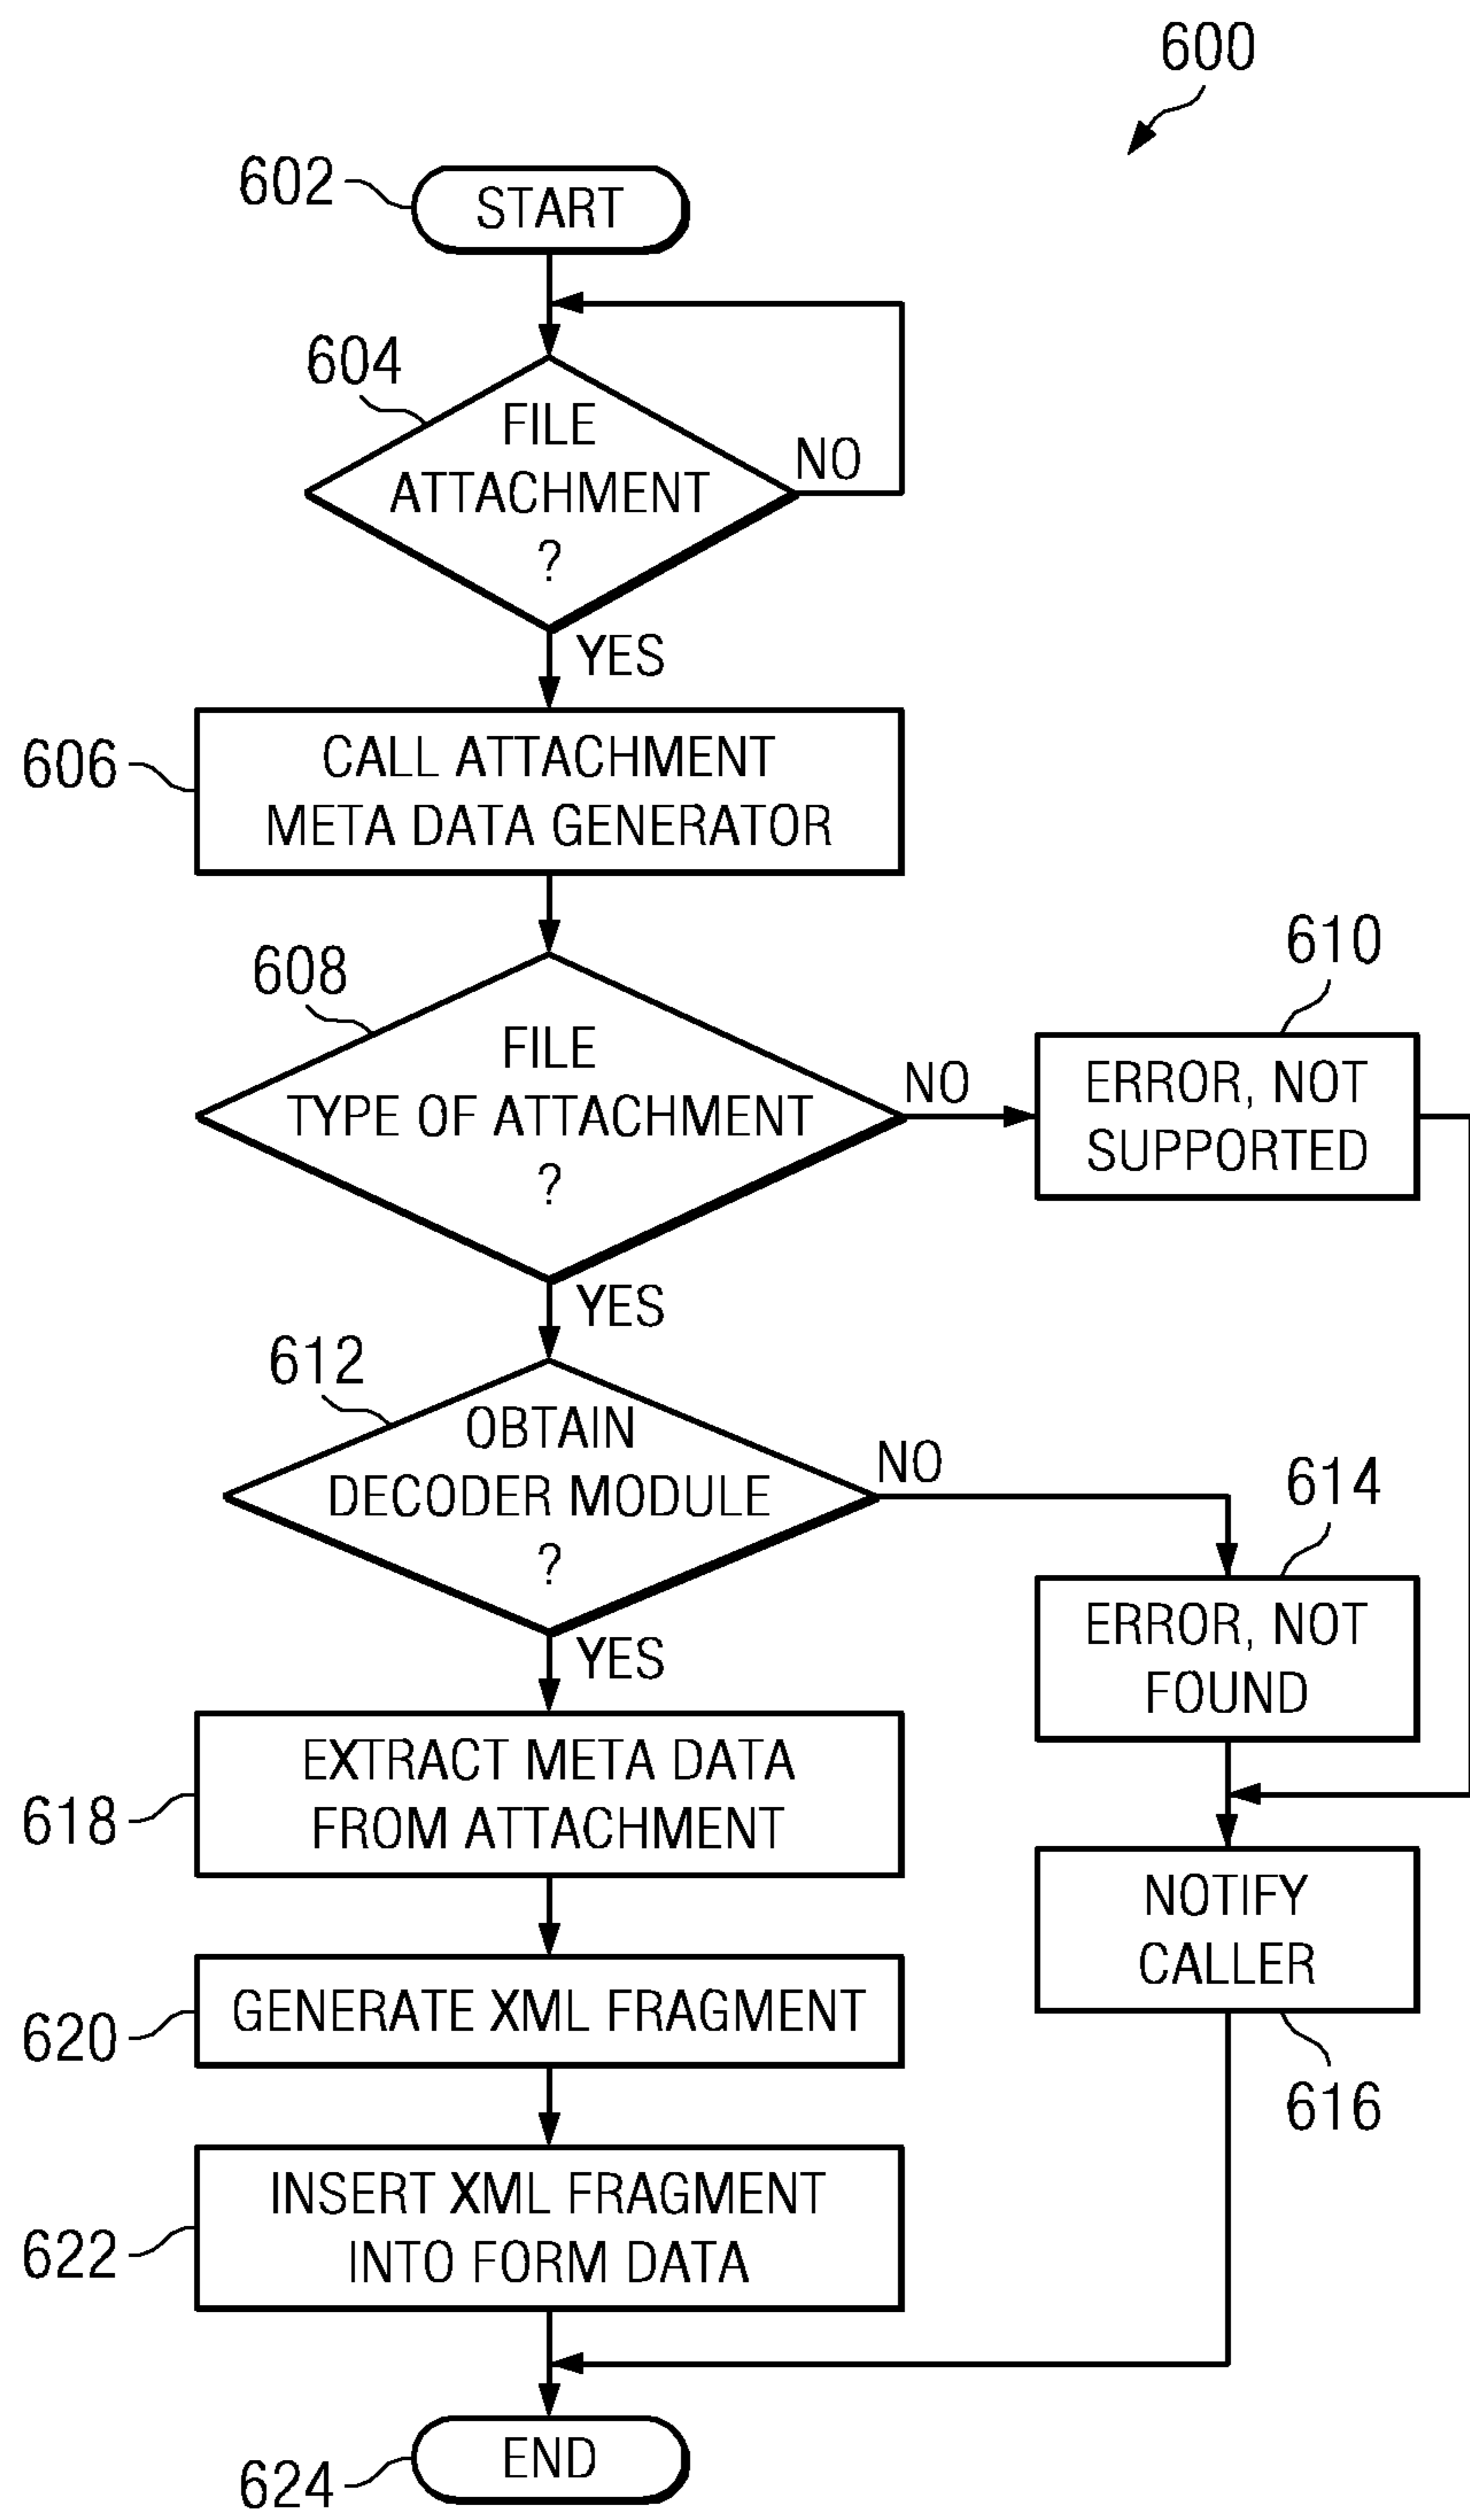 600
602
START
604
FILE
ATTACHMENT
?
NO
YES
606
CALL ATTACHMENT
META DATA GENERATOR
608
FILE
TYPE OF ATTACHMENT
?
NO
610
ERROR, NOT
SUPPORTED
YES
612
OBTAIN
DECODER MODULE
?
NO
614
ERROR, NOT
FOUND
YES
618
EXTRACT META DATA
FROM ATTACHMENT
NOTIFY
CALLER
616
620
GENERATE XML FRAGMENT
622
INSERT XML FRAGMENT
INTO FORM DATA
624
END